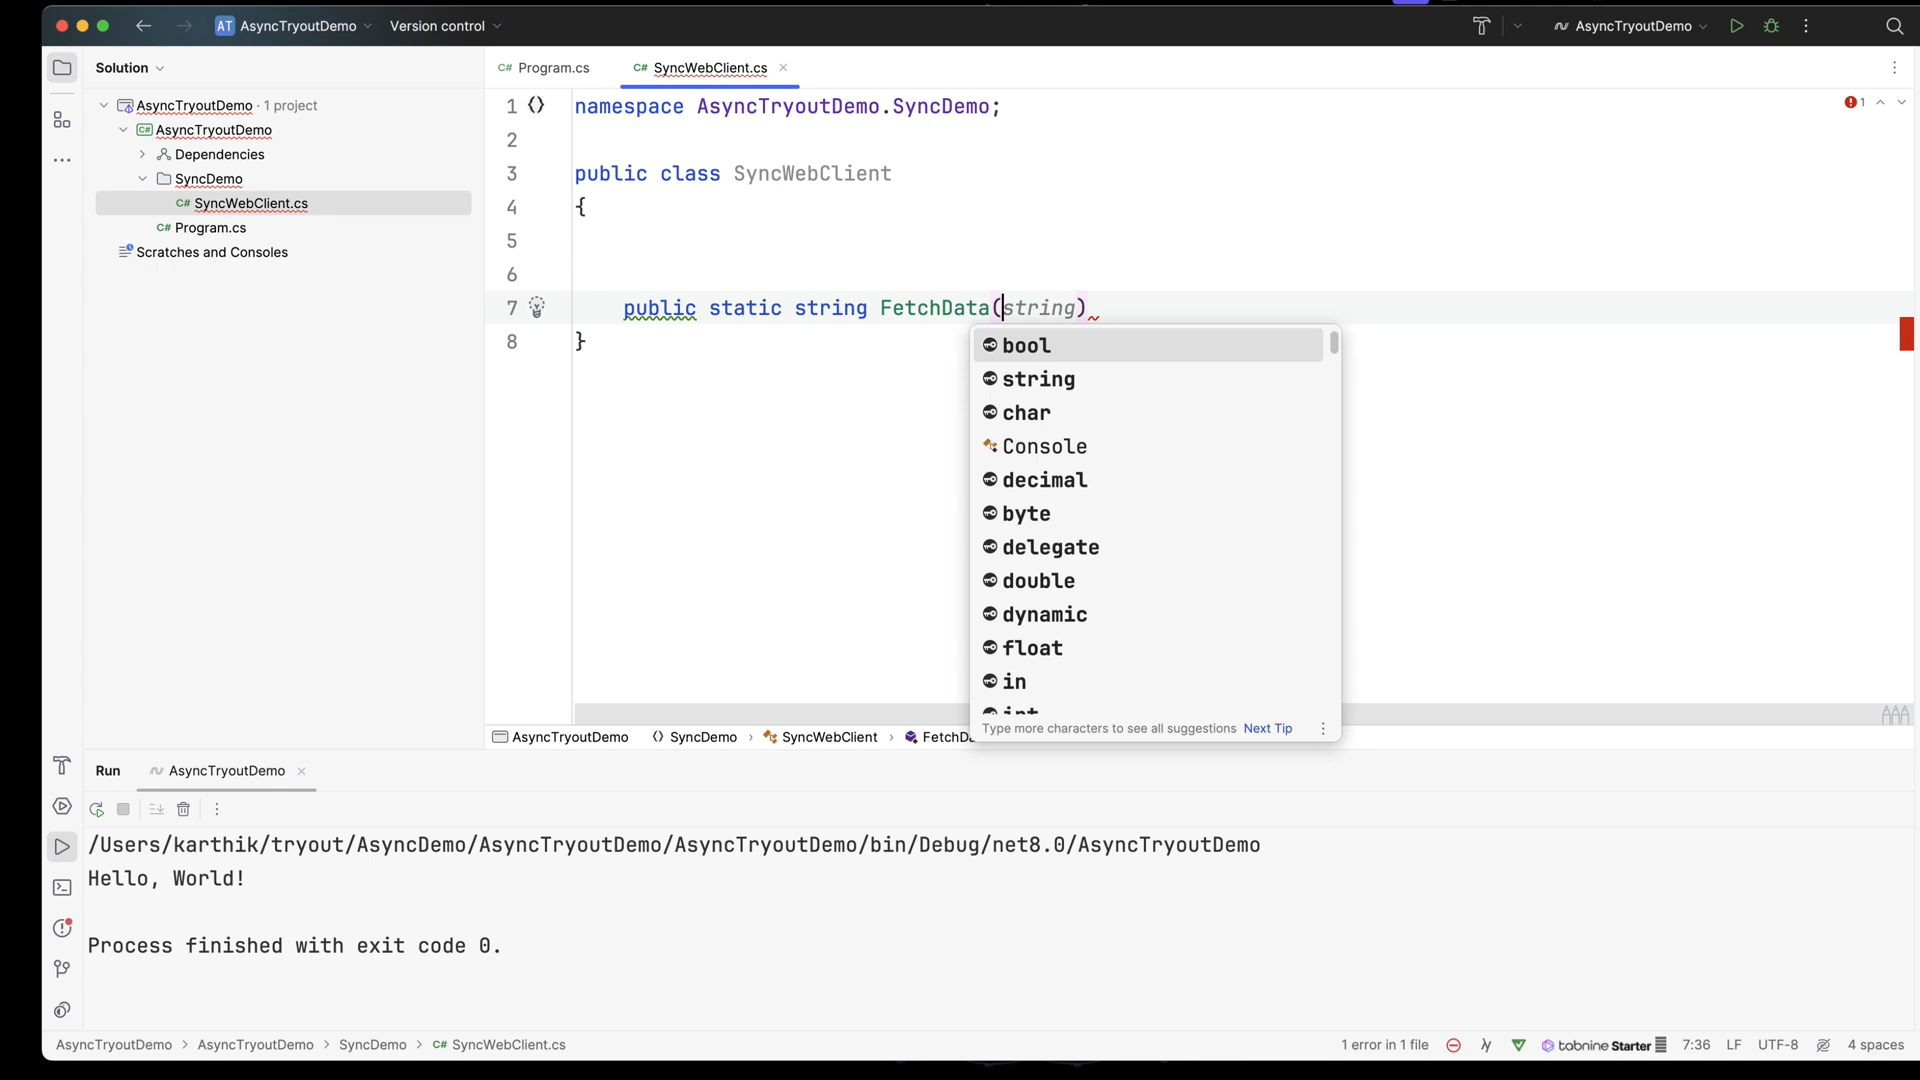 AT AsyncTryoutDemo Version control AsyncTryoutDemo
Solution
AsyncTryoutDemo · 1 project
AsyncTryoutDemo
Dependencies
SyncDemo
C# SyncWebClient.cs
C# Program.cs
Scratches and Consoles
C# Program.cs C# SyncWebClient.cs
1 namespace AsyncTryoutDemo.SyncDemo;
2
3 public class SyncWebClient
4 {
5
6
7 public static string FetchData(string)
8 }
1
bool
string
char
Console
decimal
byte
delegate
double
dynamic
float
in
int
Type more characters to see all suggestions Next Tip
AsyncTryoutDemo SyncDemo SyncWebClient FetchDa
Run AsyncTryoutDemo
/Users/karthik/tryout/AsyncDemo/AsyncTryoutDemo/AsyncTryoutDemo/bin/Debug/net8.0/AsyncTryoutDemo
Hello, World!
Process finished with exit code 0.
AsyncTryoutDemo AsyncTryoutDemo SyncDemo C# SyncWebClient.cs 1 error in 1 file tabnine Starter 7:36 LF UTF-8 4 spaces